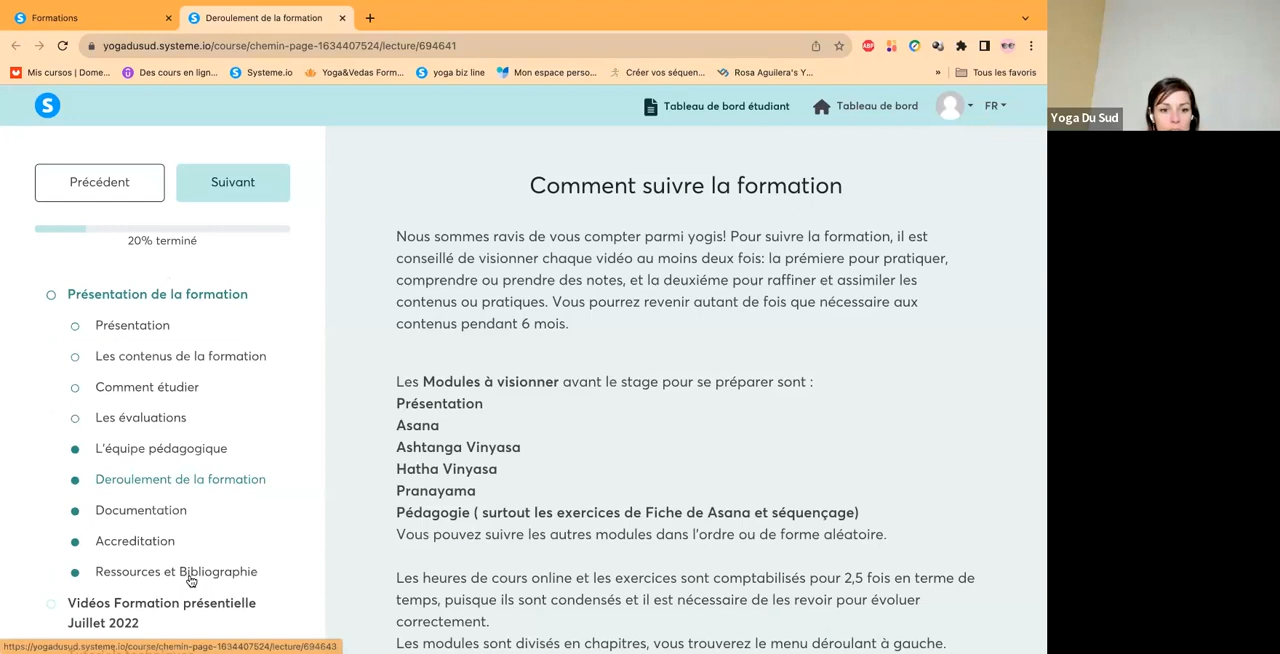 Formations
Deroulement de la formation
yogadusud.systeme.io/course/chemin-page-1634407524/lecture/694641
ABP
Mis cursos | Dome...
Des cours en lign...
Systeme.io
Yoga&Vedas Form...
yoga biz line
Mon espace perso...
Créer vos séquen...
Rosa Aguilera's Y...
»
Tous les favoris
S
Tableau de bord étudiant
Tableau de bord
FR
Yoga Du Sud
Précédent
Suivant
20% terminé
Présentation de la formation
Présentation
Les contenus de la formation
Comment étudier
Les évaluations
L'équipe pédagogique
Deroulement de la formation
Documentation
Accreditation
Ressources et Bibliographie
Vidéos Formation présentielle
Juillet 2022
https://yogadusud.systeme.io/course/chemin-page-1634407524/lecture/694643
Comment suivre la formation
Nous sommes ravis de vous compter parmi yogis! Pour suivre la formation, il est
conseillé de visionner chaque vidéo au moins deux fois: la prémiere pour pratiquer,
comprendre ou prendre des notes, et la deuxiéme pour raffiner et assimiler les
contenus ou pratiques. Vous pourrez revenir autant de fois que nécessaire aux
contenus pendant 6 mois.
Les Modules à visionner avant le stage pour se préparer sont :
Présentation
Asana
Ashtanga Vinyasa
Hatha Vinyasa
Pranayama
Pédagogie ( surtout les exercices de Fiche de Asana et séquençage)
Vous pouvez suivre les autres modules dans l'ordre ou de forme aléatoire.
Les heures de cours online et les exercices sont comptabilisés pour 2,5 fois en terme de
temps, puisque ils sont condensés et il est nécessaire de les revoir pour évoluer
correctement.
Les modules sont divisés en chapitres, vous trouverez le menu déroulant à gauche.